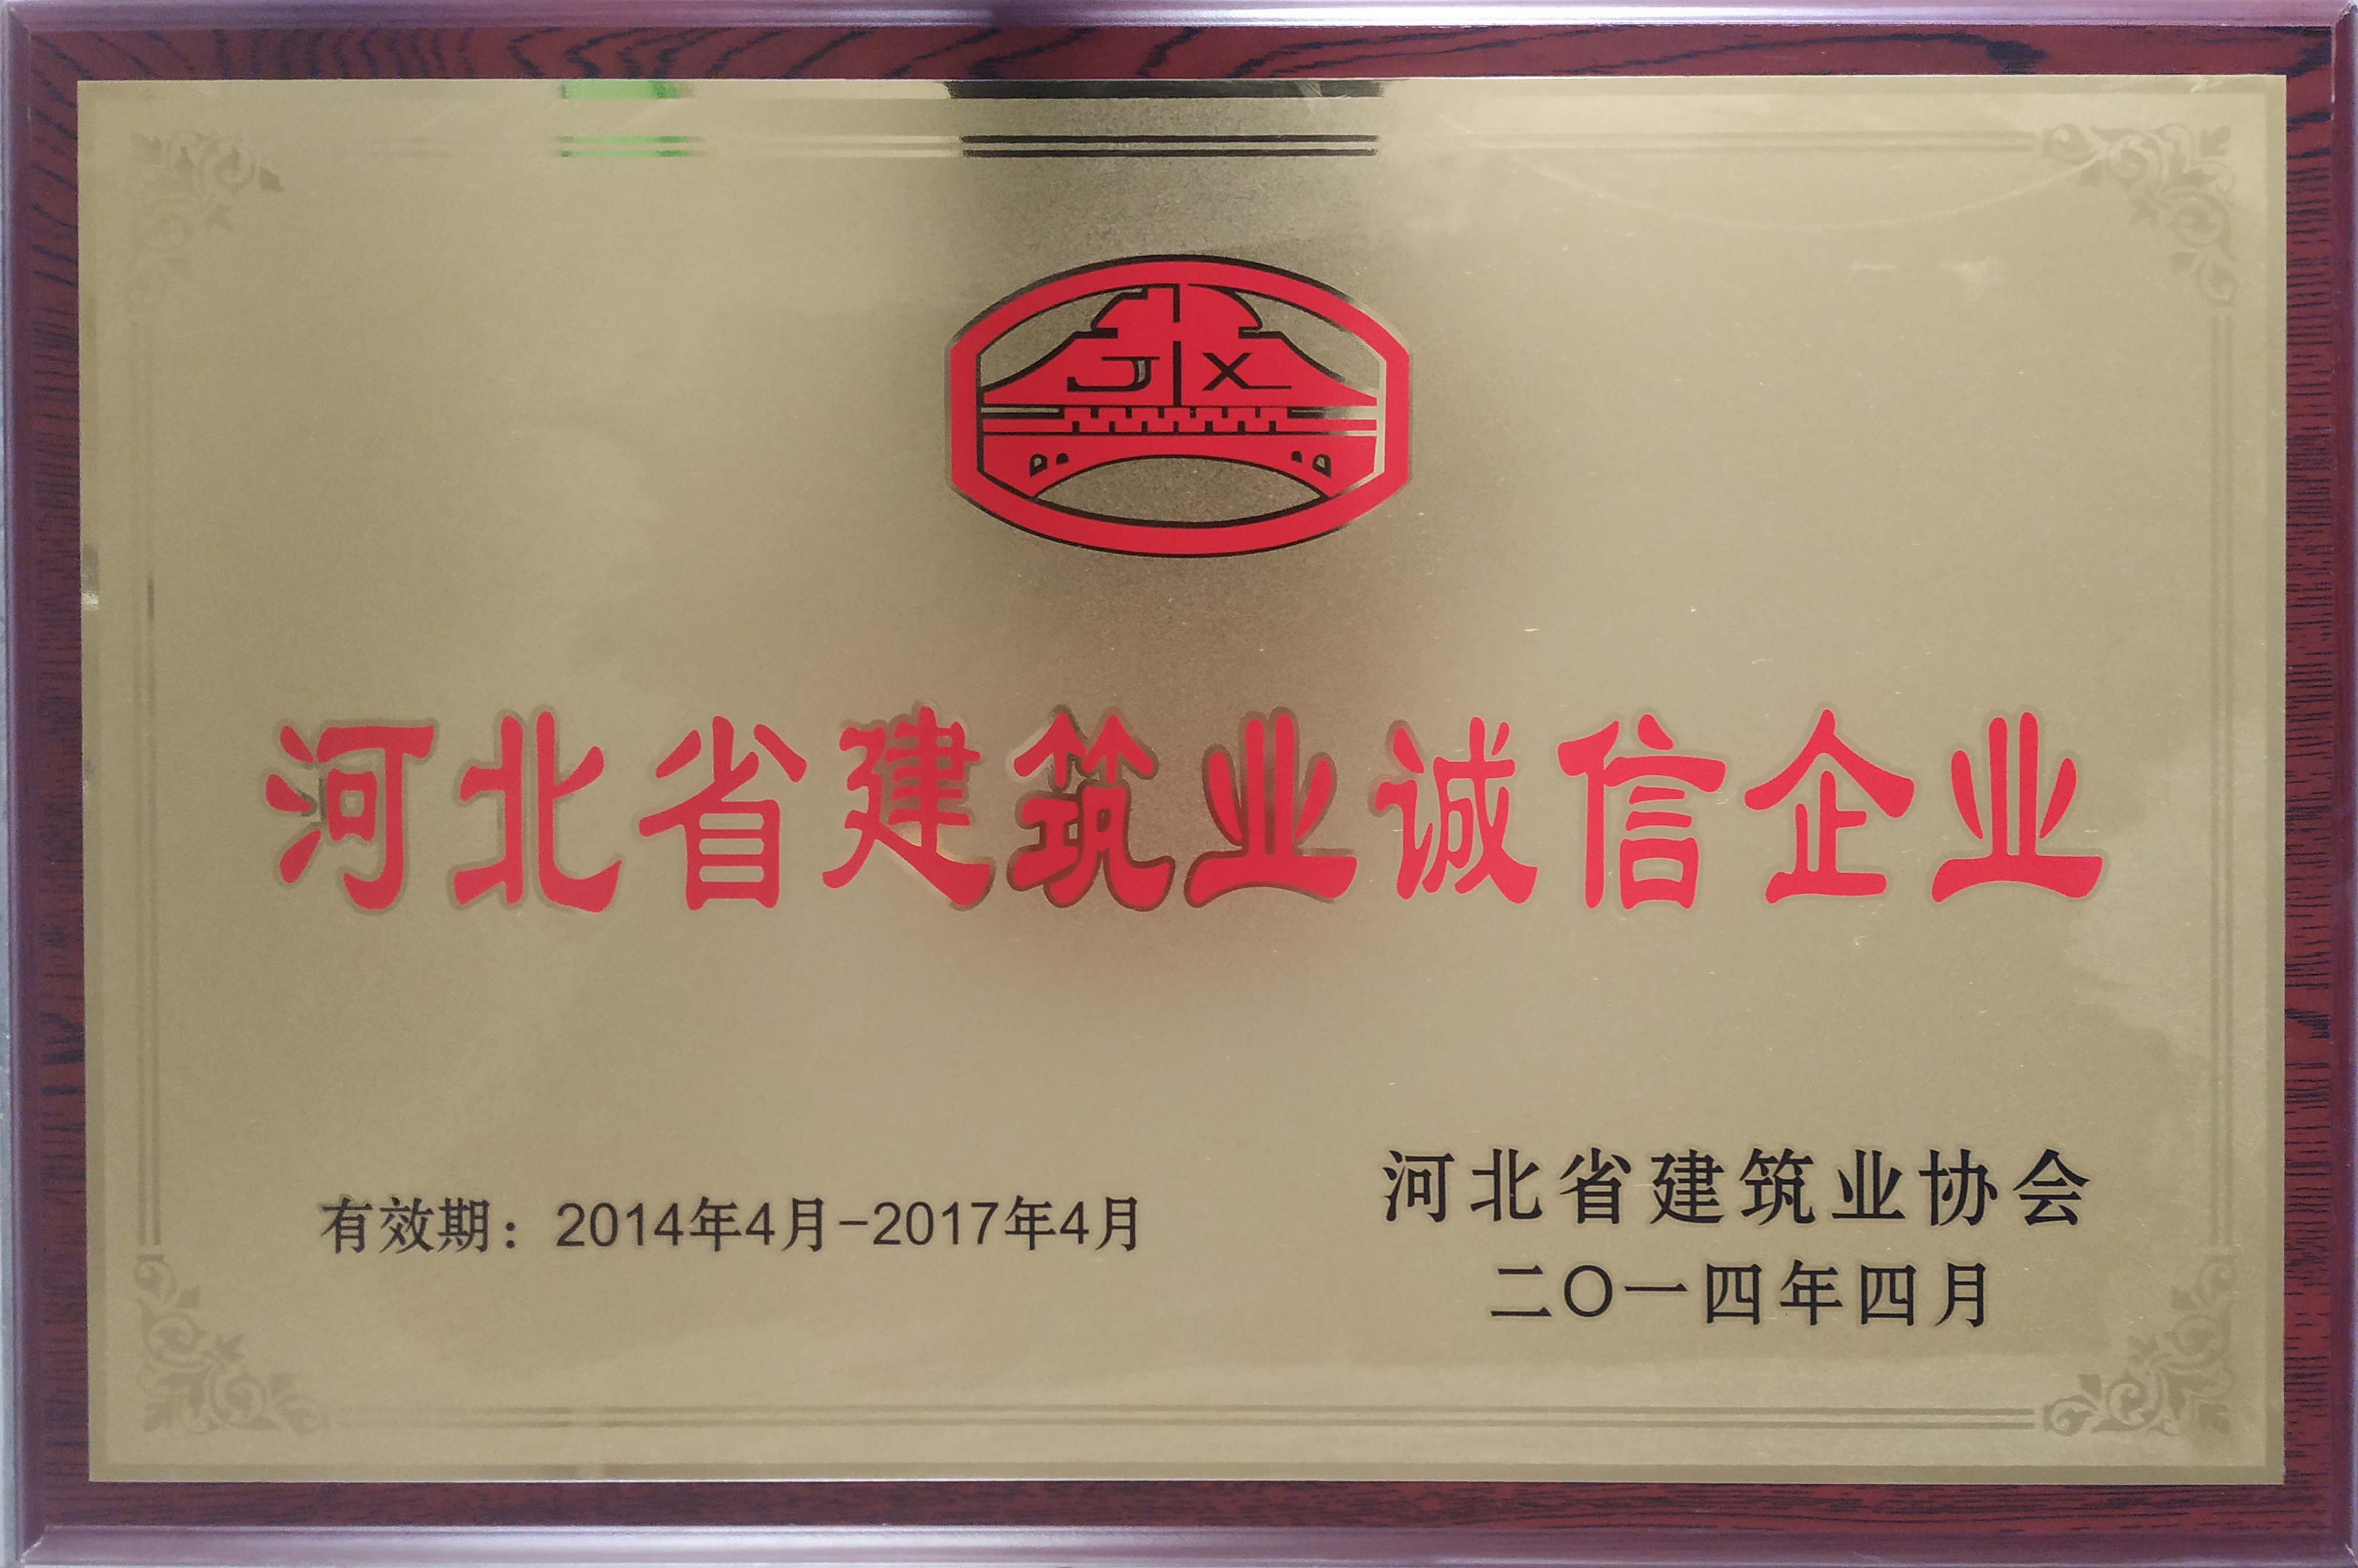 JX
河北省建筑业诚信企业
有效期：2014年4月-2017年4月
河北省建筑业协会
二〇一四年四月